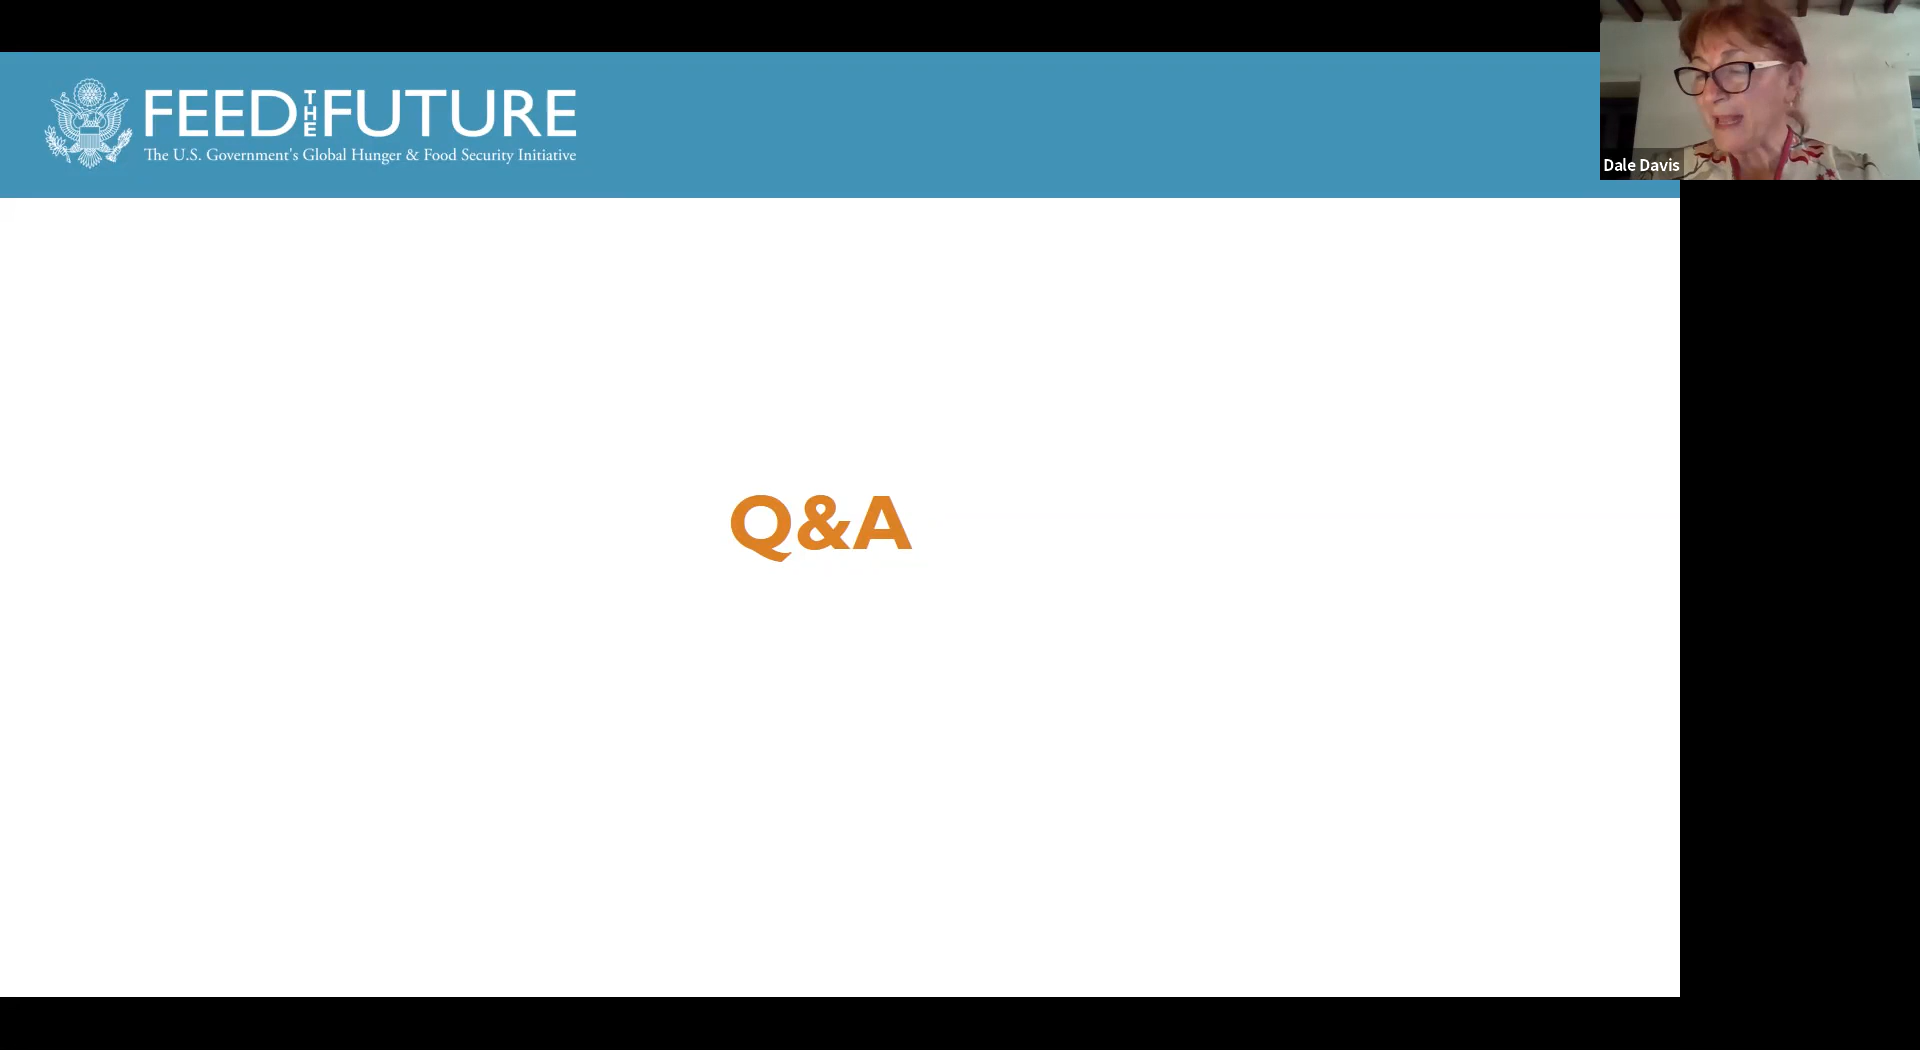 FEED THE FUTURE
The U.S. Government's Global Hunger & Food Security Initiative
Dale Davis
Q&A